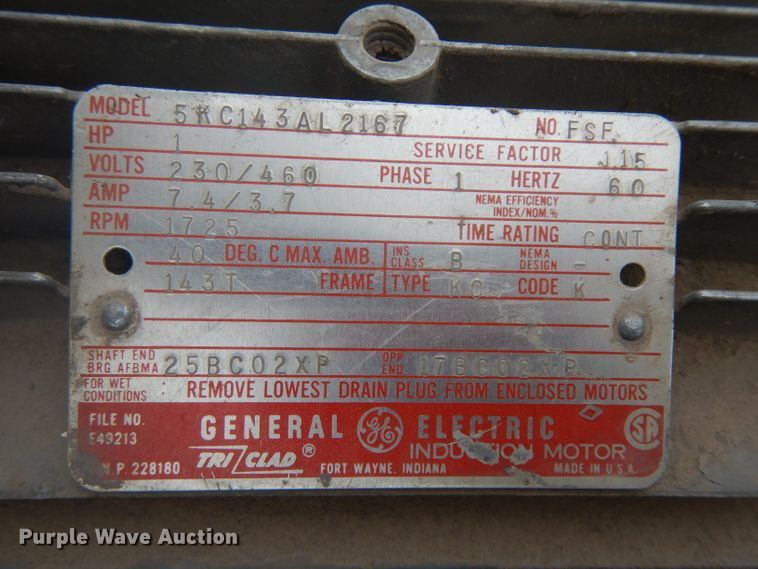 MODEL 5KC143AL2167 NO. FSF
HP 1 SERVICE FACTOR 1.15
VOLTS 230/460 PHASE 1 HERTZ 60
AMP 7.4/3.7 NEMA EFFICIENCY INDEX/NOM.%
RPM 1725 TIME RATING CONT
40 DEG. C MAX. AMB. INS CLASS B NEMA DESIGN -
143T FRAME TYPE KC CODE K
SHAFT END BRG AFBMA 25BC02XP OPP END 17BC02XP
FOR WET CONDITIONS REMOVE LOWEST DRAIN PLUG FROM ENCLOSED MOTORS
FILE NO. E49213
GENERAL GE ELECTRIC SA
TRI/CLAD ® INDUCTION MOTOR
N.P. 228180 FORT WAYNE, INDIANA MADE IN U.S.A.
Purple Wave Auction